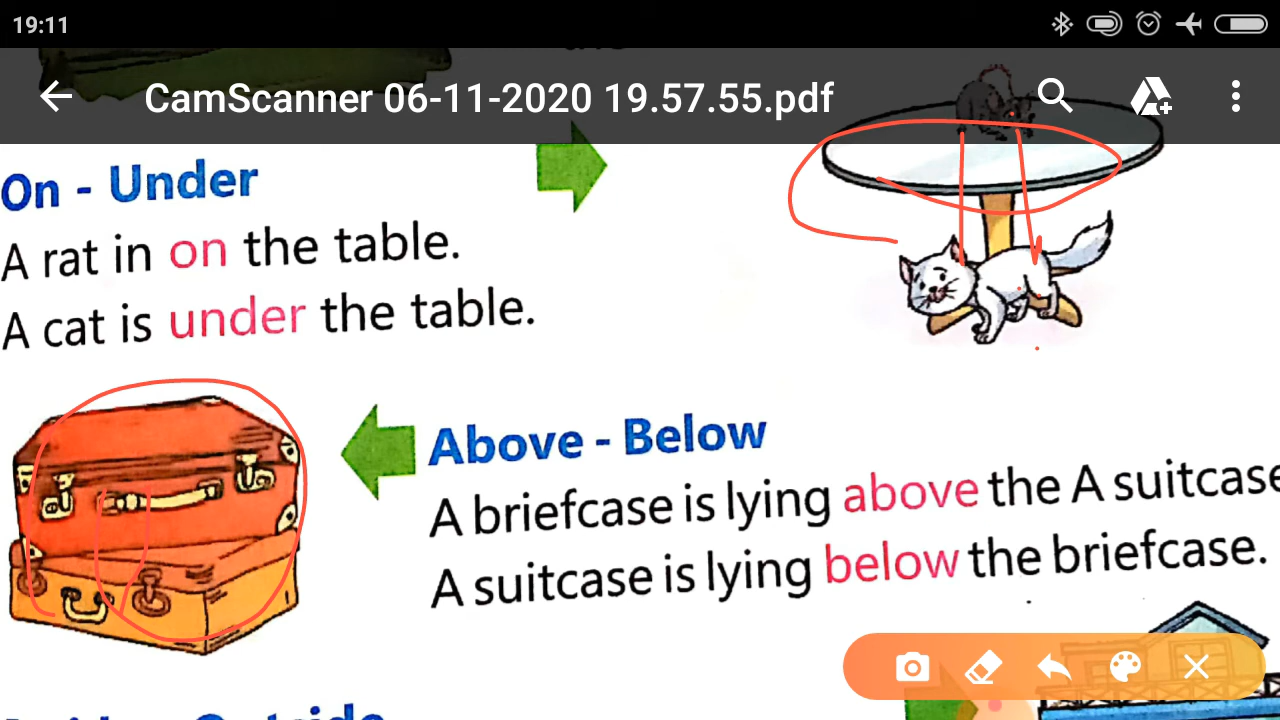 19:11
CamScanner 06-11-2020 19.57.55.pdf
On - Under
A rat in on the table.
A cat is under the table.
Above - Below
A briefcase is lying above the A suitcase
A suitcase is lying below the briefcase.